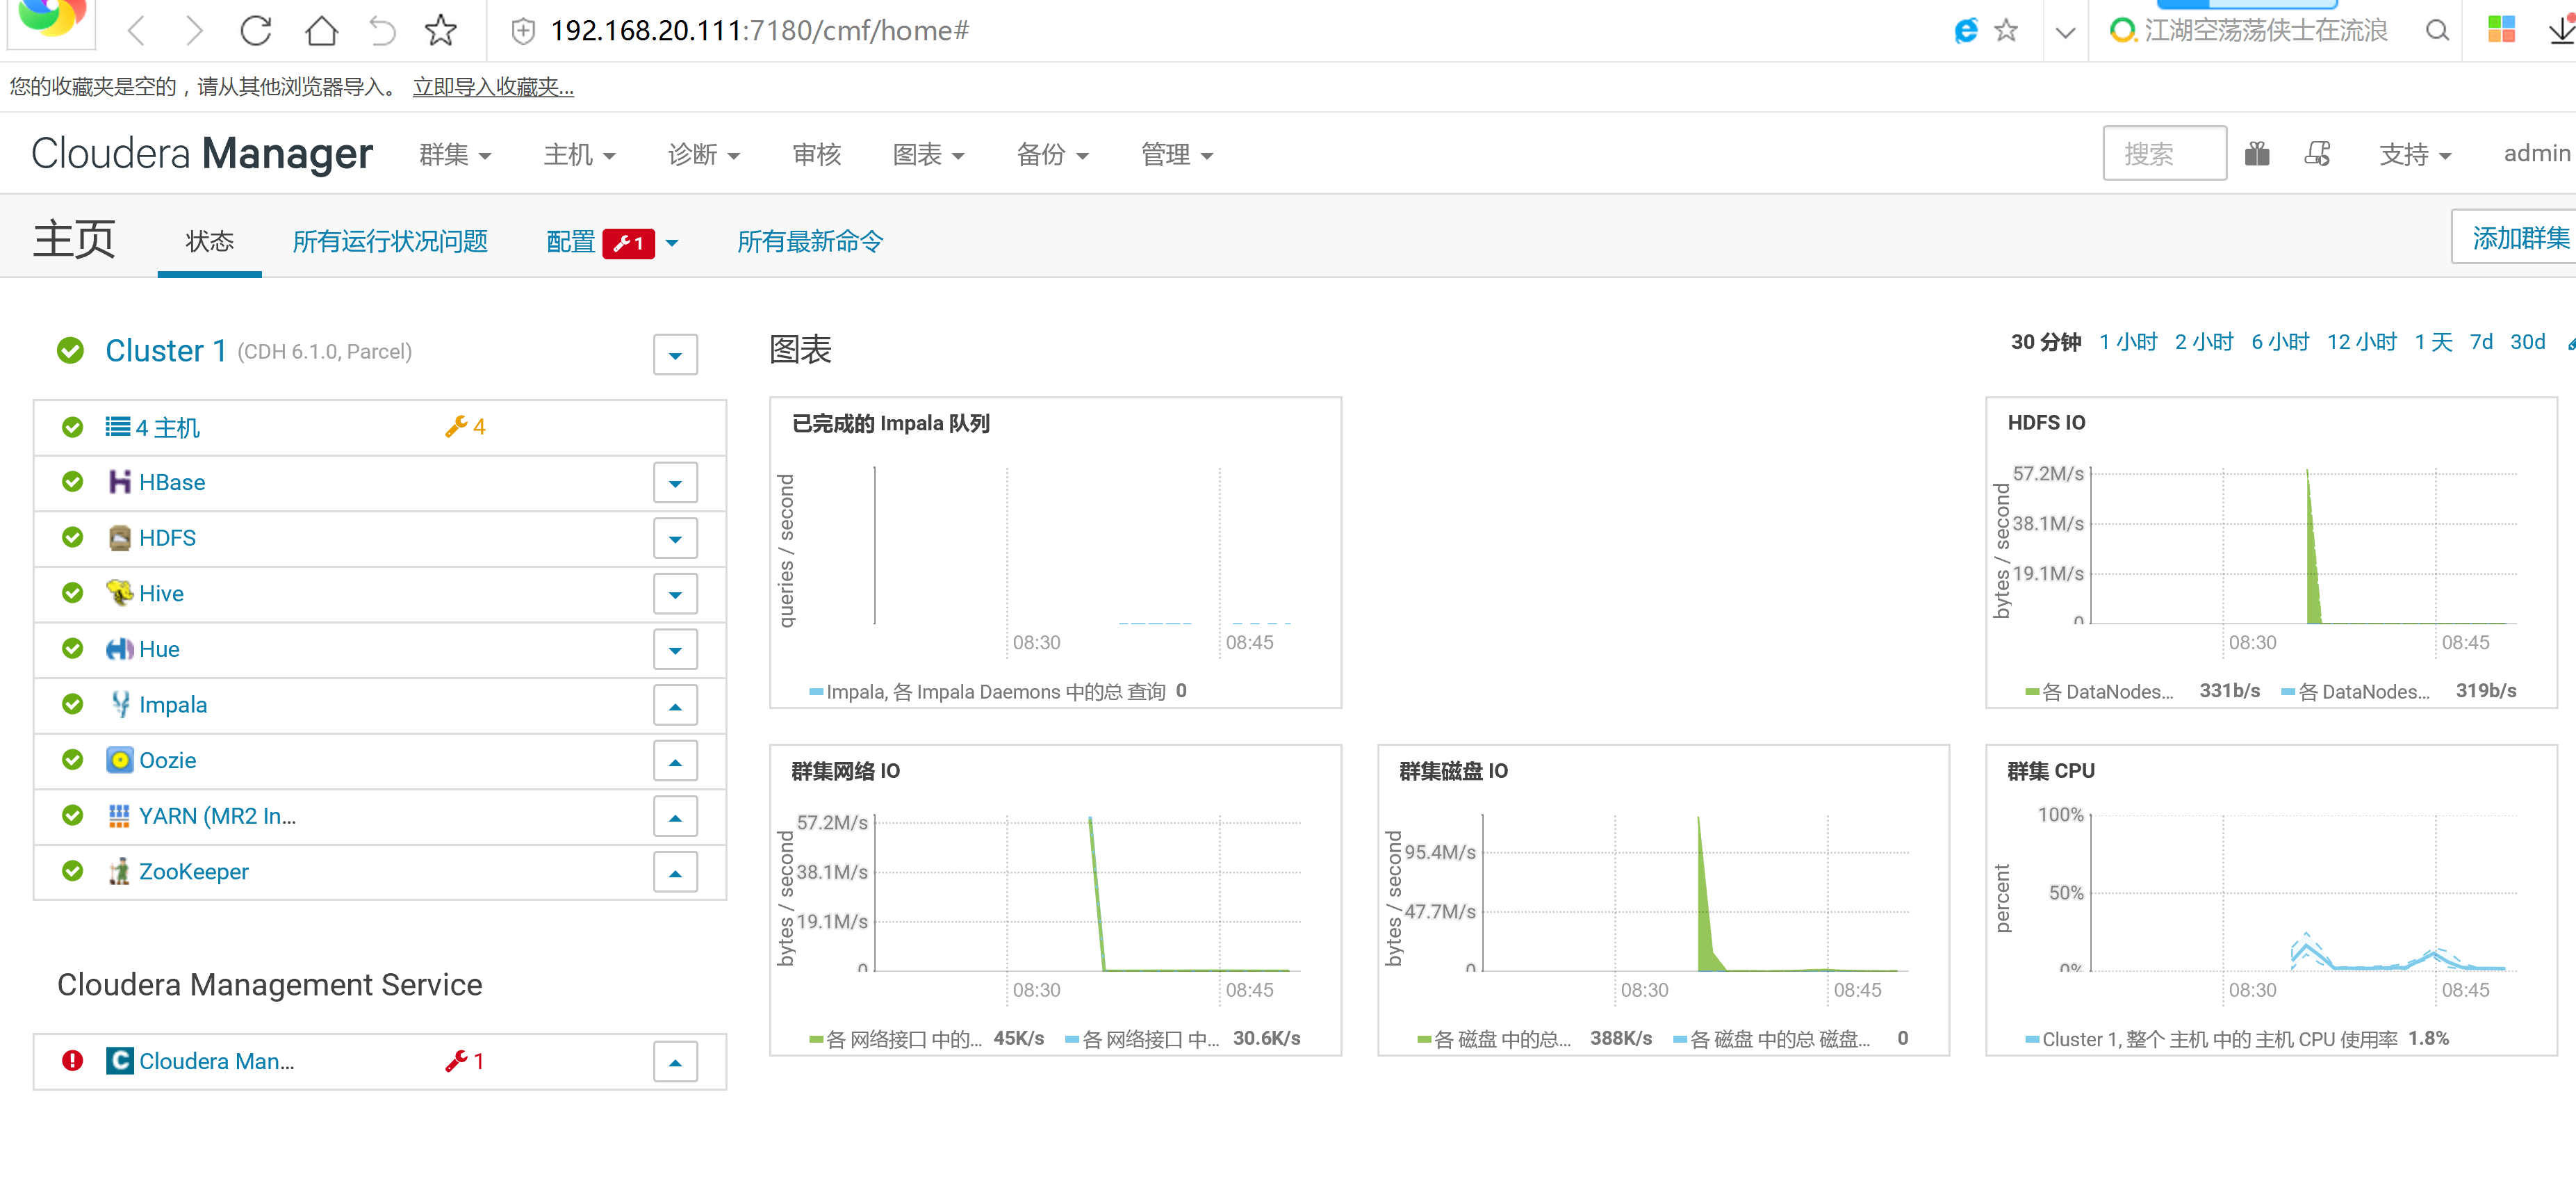 192.168.20.111:7180/cmf/home#
江湖空荡荡侠士在流浪
您的收藏夹是空的，请从其他浏览器导入。 立即导入收藏夹...
Cloudera Manager 群集 主机 诊断 审核 图表 备份 管理 搜索 支持 admin
主页 状态 所有运行状况问题 配置 1 所有最新命令 添加群集
Cluster 1 (CDH 6.1.0, Parcel)
4 主机 4
HBase
HDFS
Hive
Hue
Impala
Oozie
YARN (MR2 In...
ZooKeeper
Cloudera Management Service
Cloudera Man... 1
图表
30 分钟 1 小时 2 小时 6 小时 12 小时 1 天 7d 30d
已完成的 Impala 队列
queries / second
08:30 08:45
Impala, 各 Impala Daemons 中的总 查询 0
HDFS IO
bytes / second
57.2M/s
38.1M/s
19.1M/s
0
08:30 08:45
各 DataNodes... 331b/s 各 DataNodes... 319b/s
群集网络 IO
bytes / second
57.2M/s
38.1M/s
19.1M/s
0
08:30 08:45
各 网络接口 中的... 45K/s 各 网络接口 中... 30.6K/s
群集磁盘 IO
bytes / second
95.4M/s
47.7M/s
0
08:30 08:45
各 磁盘 中的总... 388K/s 各 磁盘 中的总 磁盘... 0
群集 CPU
percent
100%
50%
0%
08:30 08:45
Cluster 1, 整个 主机 中的 主机 CPU 使用率 1.8%